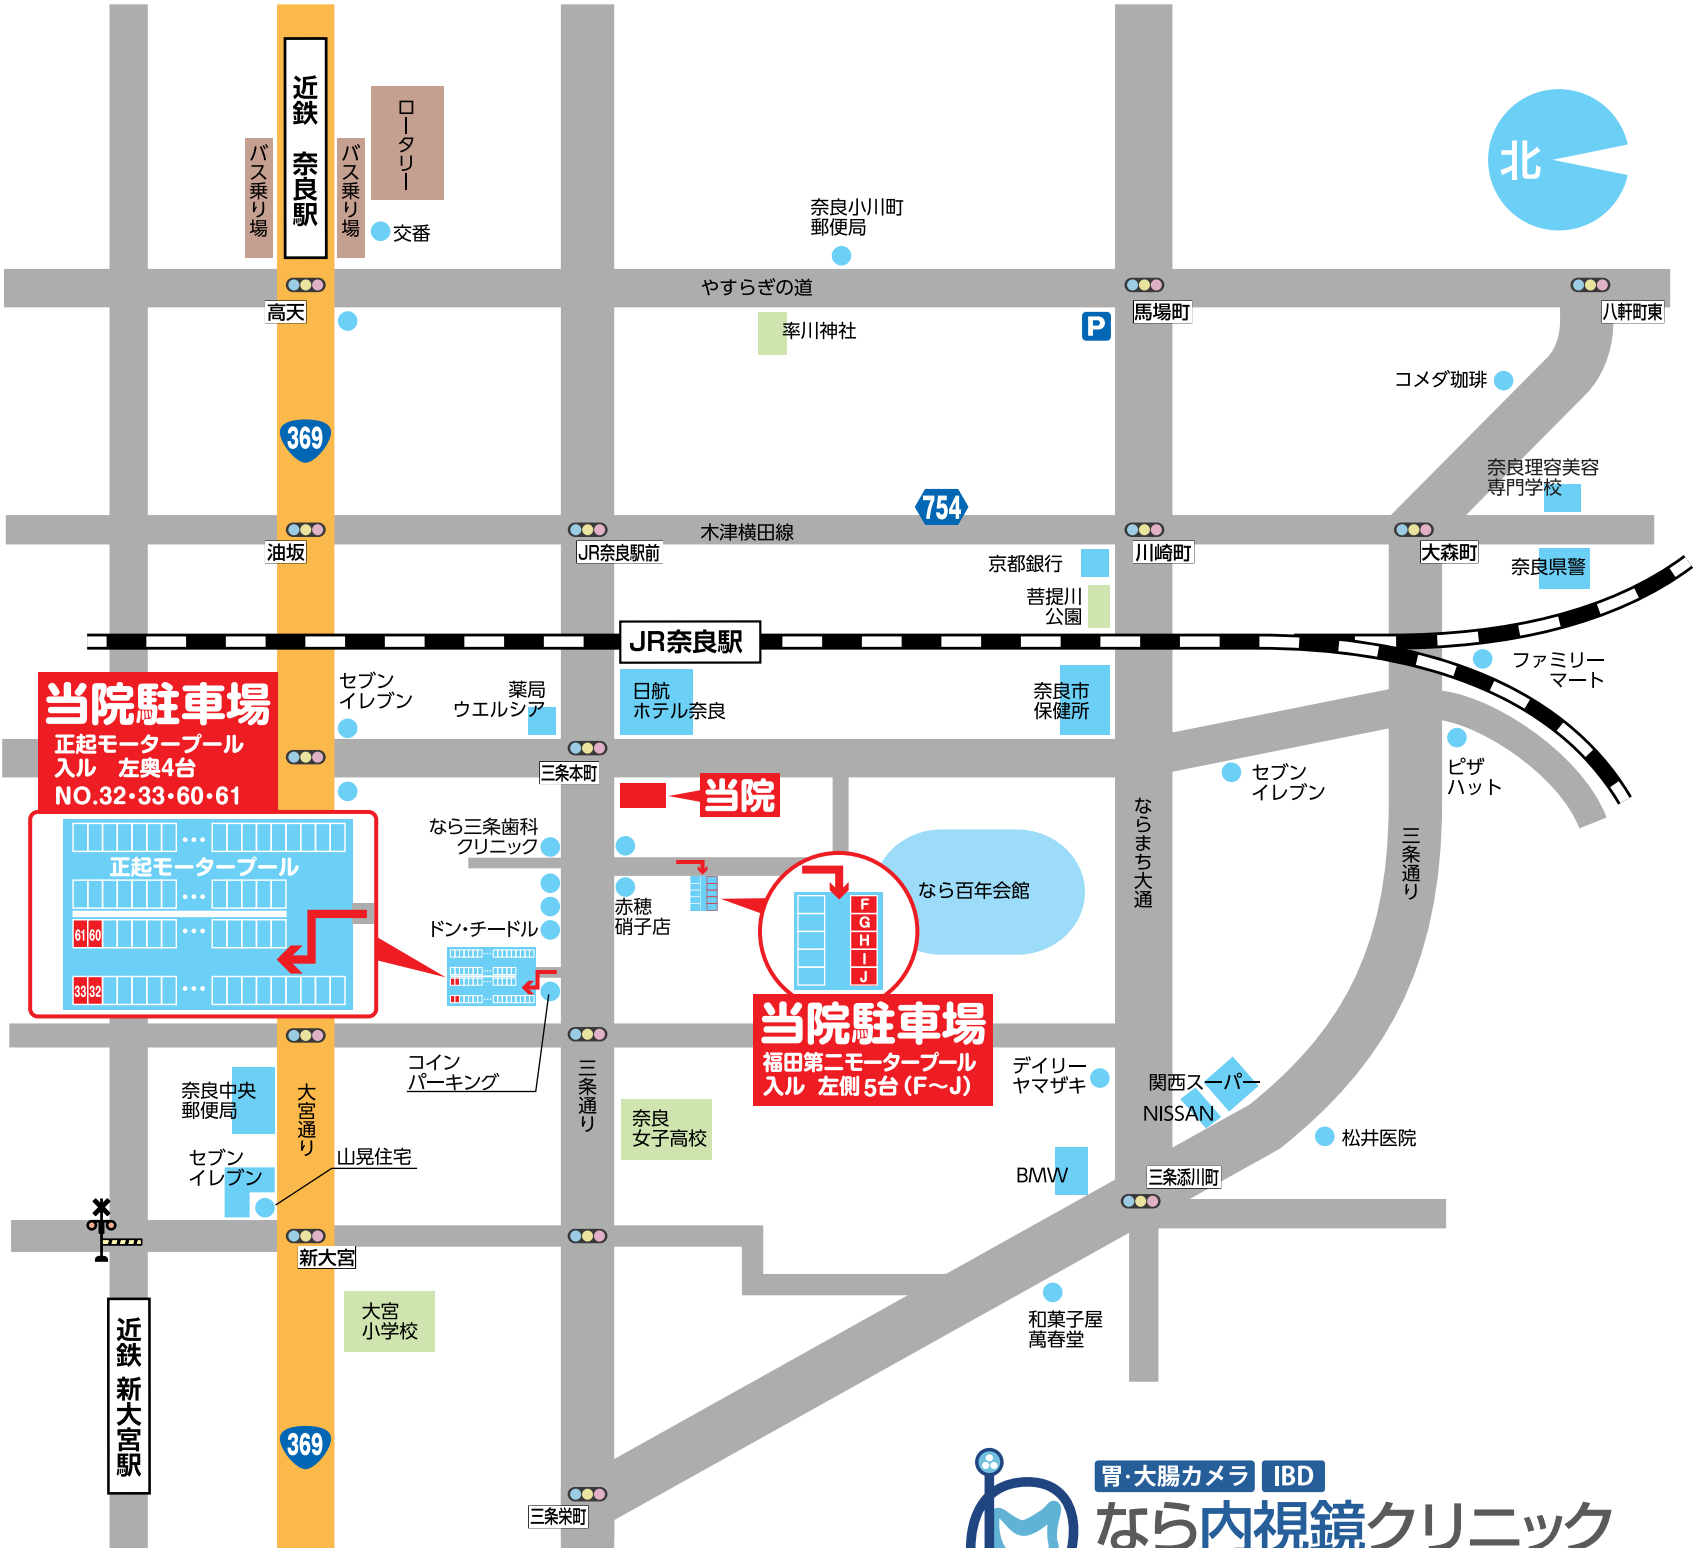 近鉄 奈良駅
ロータリー
バス乗り場
バス乗り場
交番
北
奈良小川町
郵便局
やすらぎの道
高天
馬場町
八軒町東
率川神社
P
コメダ珈琲
369
奈良理容美容
専門学校
754
木津横田線
油坂
JR奈良駅前
川崎町
大森町
京都銀行
奈良県警
菩提川
公園
JR奈良駅
ファミリー
マート
当院駐車場
正起モータープール
入ル 左奥4台
NO.32・33・60・61
セブン
イレブン
薬局
ウエルシア
日航
ホテル奈良
奈良市
保健所
三条本町
当院
セブン
イレブン
ピザ
ハット
ならまち大通
三条通り
なら三条歯科
クリニック
正起モータープール
61 60
33 32
ドン・チードル
赤穂
硝子店
なら百年会館
F
G
H
I
J
当院駐車場
福田第二モータープール
入ル 左側5台(F〜J)
コイン
パーキング
三条通り
大宮通り
奈良中央
郵便局
デイリー
ヤマザキ
関西スーパー
NISSAN
奈良
女子高校
松井医院
セブン
イレブン
山晃住宅
BMW
三条添川町
新大宮
大宮
小学校
近鉄 新大宮駅
和菓子屋
萬春堂
369
三条栄町
胃・大腸カメラ IBD
なら内視鏡クリニック